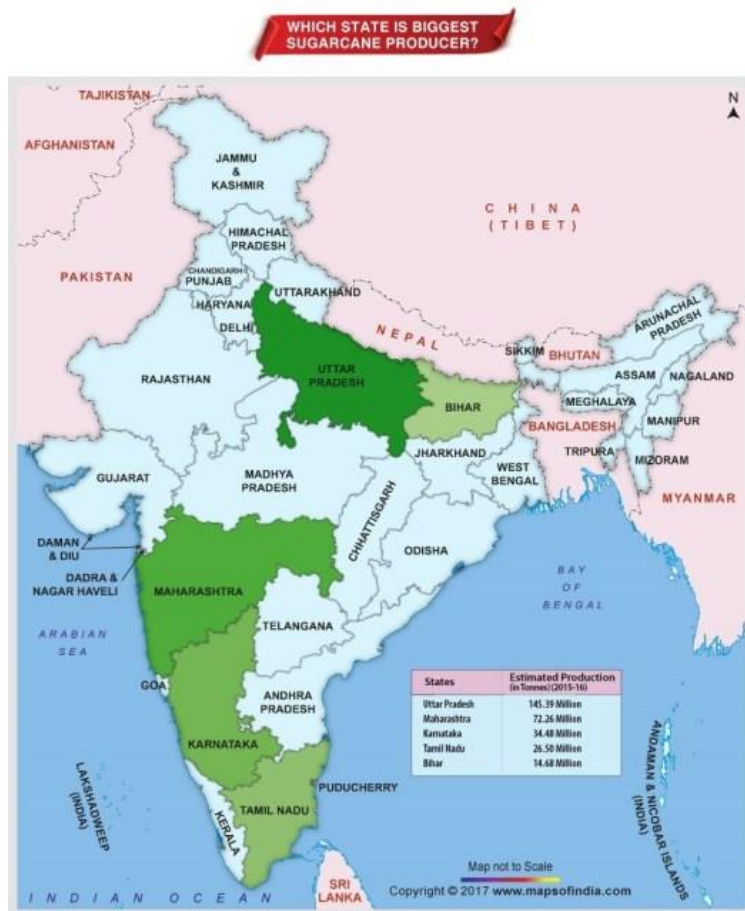 WHICH STATE IS BIGGEST
SUGARCANE PRODUCER?
TAJIKISTAN
N
AFGHANISTAN
JAMMU
&
KASHMIR
CHINA
(TIBET)
HIMACHAL
PRADESH
PAKISTAN
CHANDIGARH
PUNJAB
UTTARAKHAND
HARYANA
DELHI
ARUNACHAL
PRADESH
NEPAL
SIKKIM
BHUTAN
RAJASTHAN
UTTAR
PRADESH
ASSAM
NAGALAND
BIHAR
MEGHALAYA
BANGLADESH
MANIPUR
JHARKHAND
TRIPURA
MIZORAM
GUJARAT
MADHYA
PRADESH
WEST
BENGAL
MYANMAR
CHHATTISGARH
DAMAN
& DIU
ODISHA
DADRA &
NAGAR HAVELI
MAHARASHTRA
BAY
OF
BENGAL
ARABIAN
SEA
TELANGANA
GOA
ANDHRA
PRADESH
States Estimated Production
(in Tonnes) (2015-16)
Uttar Pradesh 145.39 Million
Maharashtra 72.26 Million
Karnataka 34.48 Million
Tamil Nadu 26.50 Million
Bihar 14.68 Million
KARNATAKA
PUDUCHERRY
LAKSHADWEEP
(INDIA)
TAMIL NADU
KERALA
ANDAMAN & NICOBAR ISLANDS
(INDIA)
Map not to Scale
SRI
LANKA
Copyright © 2017 www.mapsofindia.com
INDIAN OCEAN